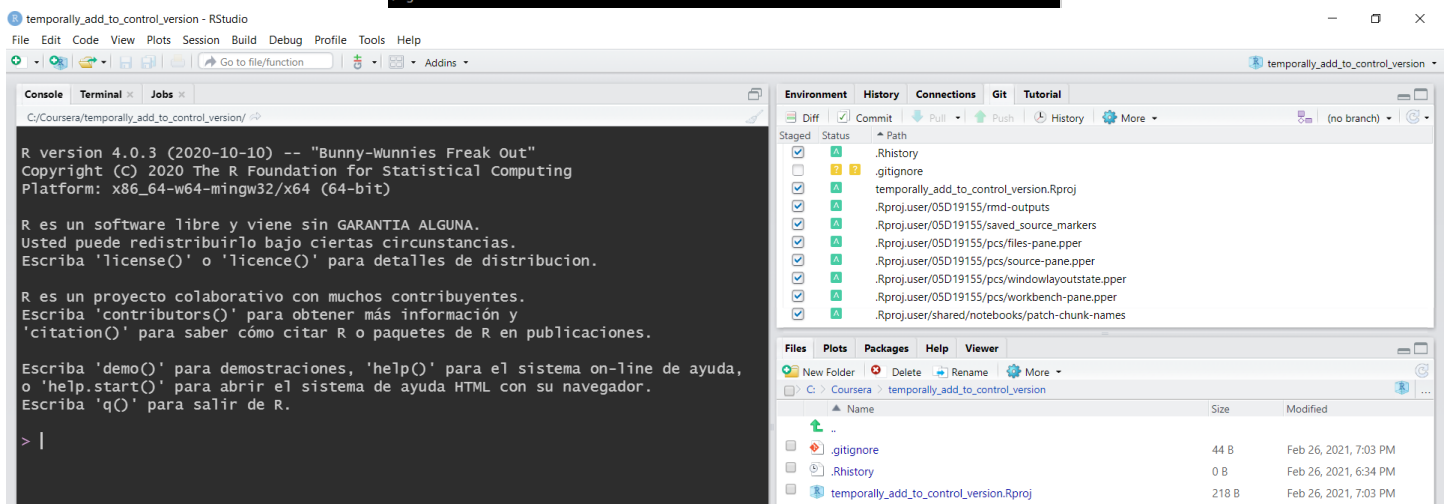 temporally_add_to_control_version - RStudio
File Edit Code View Plots Session Build Debug Profile Tools Help
Go to file/function Addins temporally_add_to_control_version
Console Terminal Jobs
C:/Coursera/temporally_add_to_control_version/
R version 4.0.3 (2020-10-10) -- "Bunny-Wunnies Freak Out"
Copyright (C) 2020 The R Foundation for Statistical Computing
Platform: x86_64-w64-mingw32/x64 (64-bit)
R es un software libre y viene sin GARANTIA ALGUNA.
Usted puede redistribuirlo bajo ciertas circunstancias.
Escriba 'license()' o 'licence()' para detalles de distribucion.
R es un proyecto colaborativo con muchos contribuyentes.
Escriba 'contributors()' para obtener más información y
'citation()' para saber cómo citar R o paquetes de R en publicaciones.
Escriba 'demo()' para demostraciones, 'help()' para el sistema on-line de ayuda,
o 'help.start()' para abrir el sistema de ayuda HTML con su navegador.
Escriba 'q()' para salir de R.
>
Environment History Connections Git Tutorial
Diff Commit Pull Push History More (no branch)
Staged Status Path
A .Rhistory
? ? .gitignore
A temporally_add_to_control_version.Rproj
A .Rproj.user/05D19155/rmd-outputs
A .Rproj.user/05D19155/saved_source_markers
A .Rproj.user/05D19155/pcs/files-pane.pper
A .Rproj.user/05D19155/pcs/source-pane.pper
A .Rproj.user/05D19155/pcs/windowlayoutstate.pper
A .Rproj.user/05D19155/pcs/workbench-pane.pper
A .Rproj.user/shared/notebooks/patch-chunk-names
Files Plots Packages Help Viewer
New Folder Delete Rename More
C: Coursera temporally_add_to_control_version ...
Name Size Modified
..
.gitignore 44 B Feb 26, 2021, 7:03 PM
.Rhistory 0 B Feb 26, 2021, 6:34 PM
temporally_add_to_control_version.Rproj 218 B Feb 26, 2021, 7:03 PM